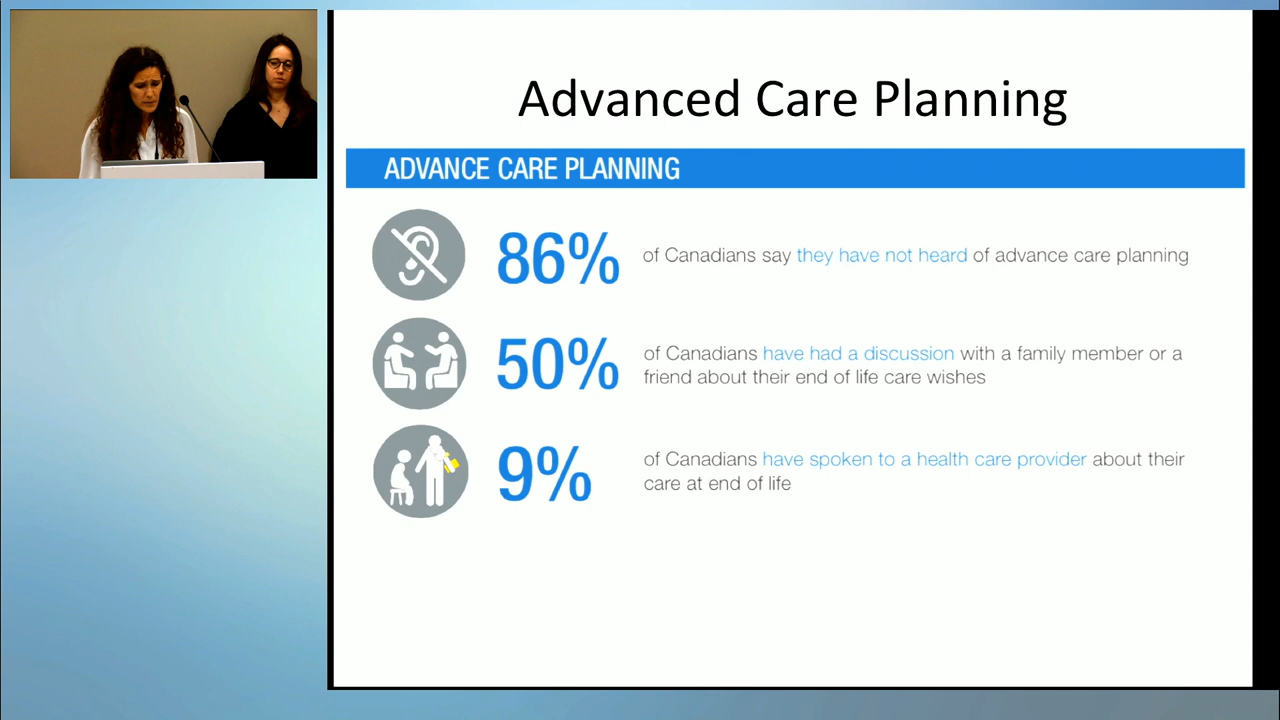 Advanced Care Planning
ADVANCE CARE PLANNING
86%
of Canadians say they have not heard of advance care planning
50%
of Canadians have had a discussion with a family member or a
friend about their end of life care wishes
9%
of Canadians have spoken to a health care provider about their
care at end of life